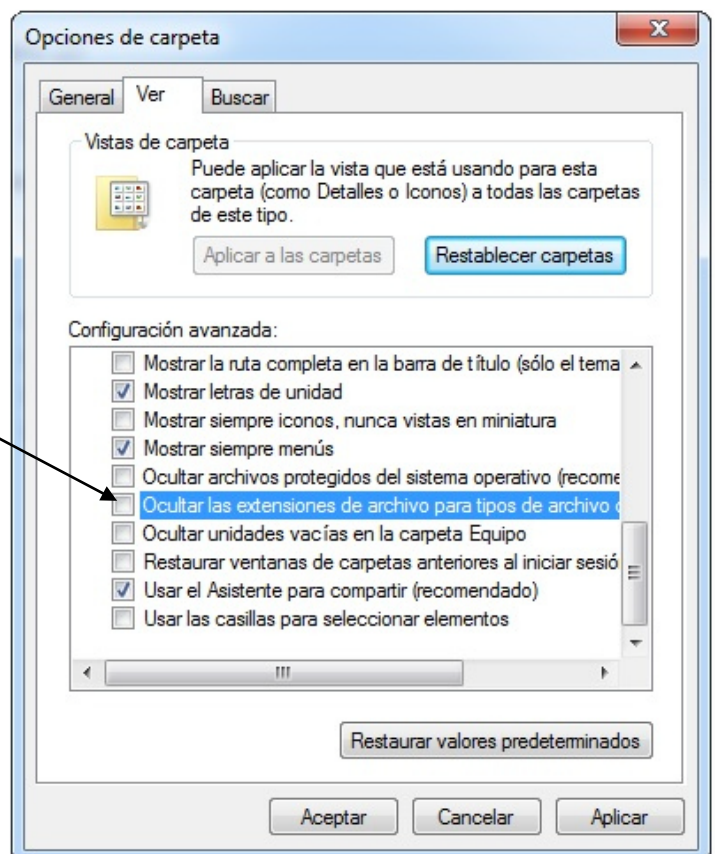 Opciones de carpeta
General Ver Buscar
Vistas de carpeta
Puede aplicar la vista que está usando para esta
carpeta (como Detalles o Iconos) a todas las carpetas
de este tipo.
Aplicar a las carpetas Restablecer carpetas
Configuración avanzada:
Mostrar la ruta completa en la barra de título (sólo el tema
Mostrar letras de unidad
Mostrar siempre iconos, nunca vistas en miniatura
Mostrar siempre menús
Ocultar archivos protegidos del sistema operativo (recome
Ocultar las extensiones de archivo para tipos de archivo
Ocultar unidades vacías en la carpeta Equipo
Restaurar ventanas de carpetas anteriores al iniciar sesió
Usar el Asistente para compartir (recomendado)
Usar las casillas para seleccionar elementos
Restaurar valores predeterminados
Aceptar Cancelar Aplicar